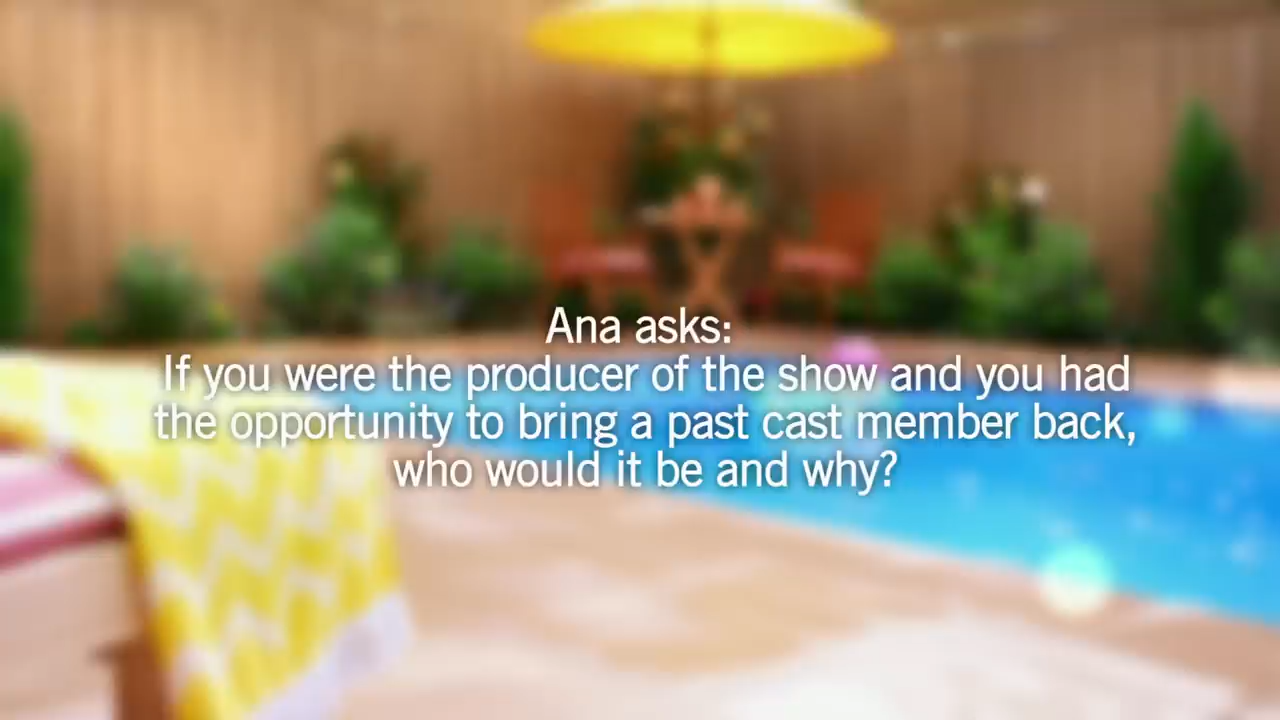 Ana asks:
If you were the producer of the show and you had
the opportunity to bring a past cast member back,
who would it be and why?